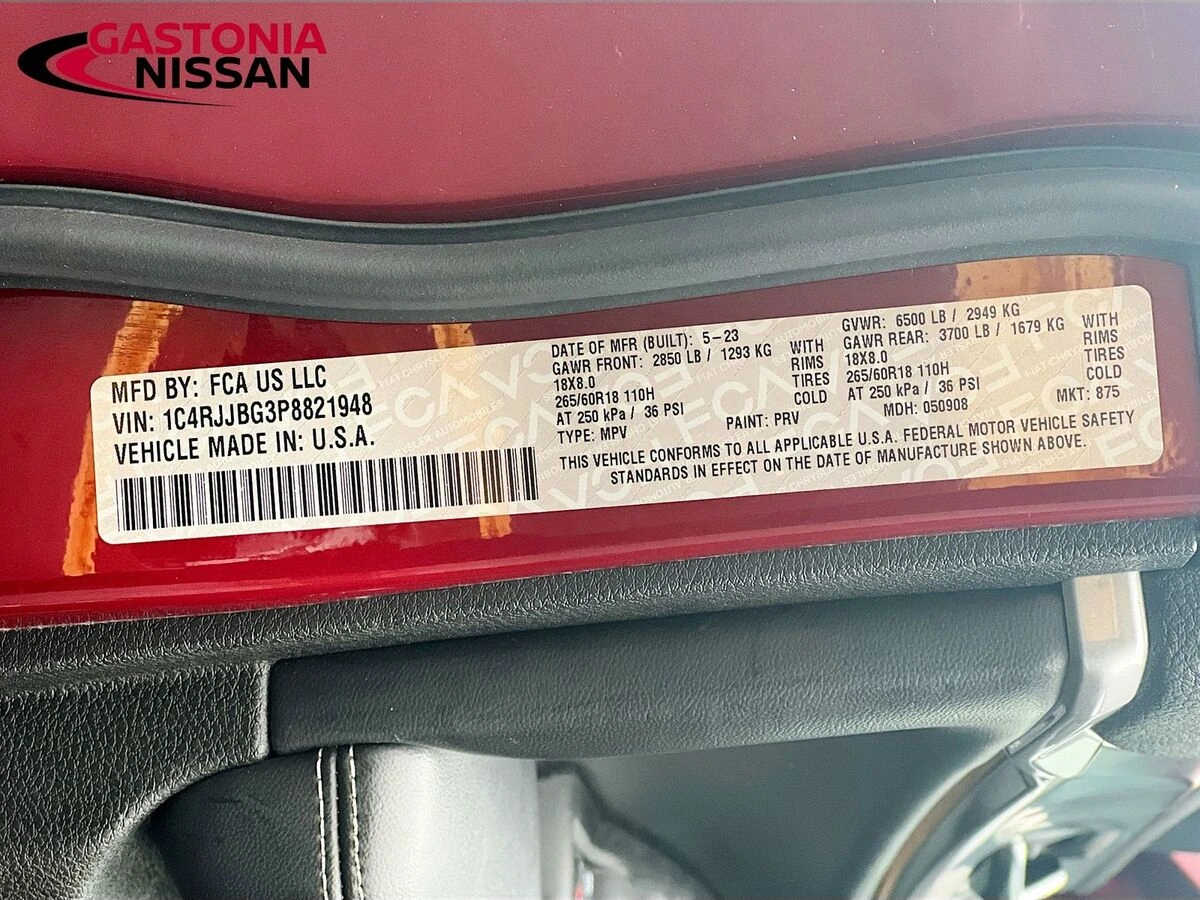 GASTONIA
NISSAN
MFD BY: FCA US LLC
VIN: 1C4RJJBG3P8821948
VEHICLE MADE IN: U.S.A.
DATE OF MFR (BUILT): 5-23
GAWR FRONT: 2850 LB / 1293 KG WITH
18X8.0 RIMS
265/60R18 110H TIRES
AT 250 kPa / 36 PSI COLD
TYPE: MPV PAINT: PRV
GVWR: 6500 LB / 2949 KG
GAWR REAR: 3700 LB / 1679 KG WITH
18X8.0 RIMS
265/60R18 110H TIRES
AT 250 kPa / 36 PSI COLD
MDH: 050908 MKT: 875
THIS VEHICLE CONFORMS TO ALL APPLICABLE U.S.A. FEDERAL MOTOR VEHICLE SAFETY
STANDARDS IN EFFECT ON THE DATE OF MANUFACTURE SHOWN ABOVE.